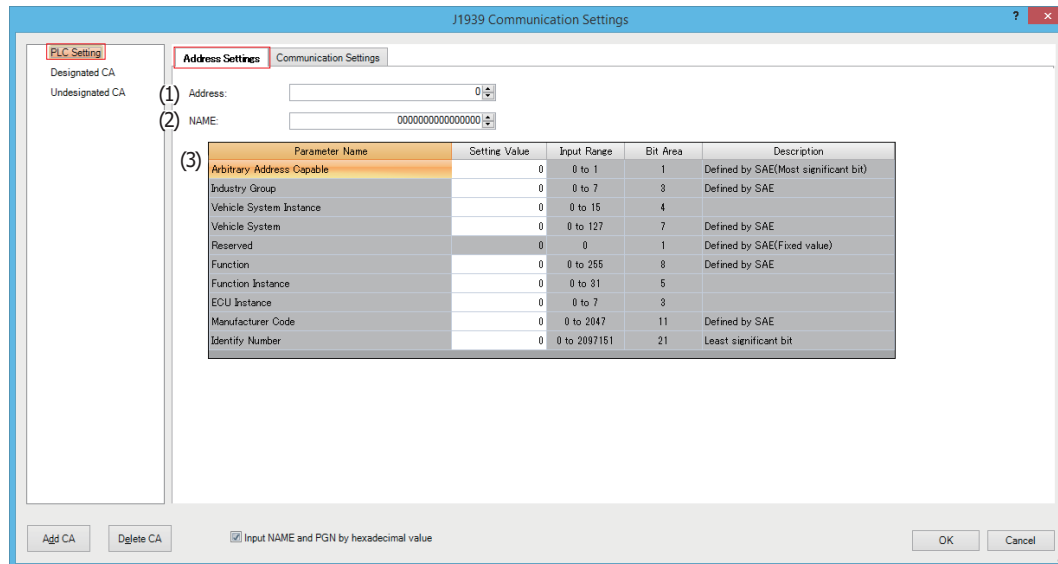 J1939 Communication Settings
? ×
PLC Setting
Designated CA
Undesignated CA
Address Settings Communication Settings
(1) Address: 0
(2) NAME: 0000000000000000
(3)
Parameter Name Setting Value Input Range Bit Area Description
Arbitrary Address Capable 0 0 to 1 1 Defined by SAE(Most significant bit)
Industry Group 0 0 to 7 3 Defined by SAE
Vehicle System Instance 0 0 to 15 4
Vehicle System 0 0 to 127 7 Defined by SAE
Reserved 0 0 1 Defined by SAE(Fixed value)
Function 0 0 to 255 8 Defined by SAE
Function Instance 0 0 to 31 5
ECU Instance 0 0 to 7 3
Manufacturer Code 0 0 to 2047 11 Defined by SAE
Identify Number 0 0 to 2097151 21 Least significant bit
Add CA Delete CA Input NAME and PGN by hexadecimal value OK Cancel